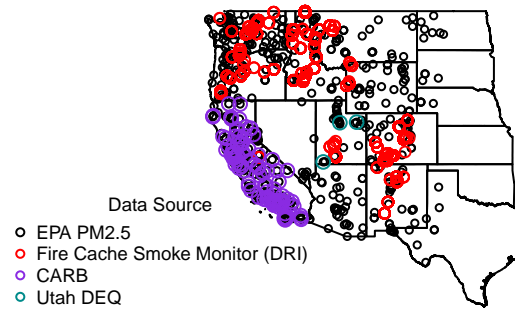 Data Source
EPA PM2.5
Fire Cache Smoke Monitor (DRI)
CARB
Utah DEQ